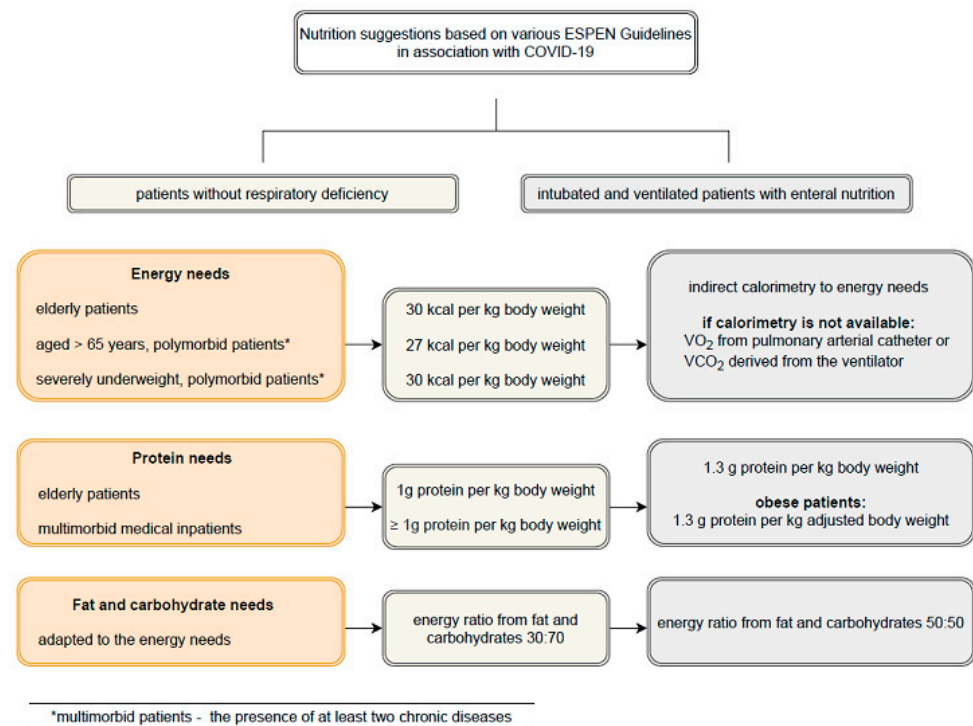 Nutrition suggestions based on various ESPEN Guidelines
in association with COVID-19
patients without respiratory deficiency
intubated and ventilated patients with enteral nutrition
Energy needs
elderly patients
aged > 65 years, polymorbid patients*
severely underweight, polymorbid patients*
30 kcal per kg body weight
27 kcal per kg body weight
30 kcal per kg body weight
indirect calorimetry to energy needs
if calorimetry is not available:
VO2 from pulmonary arterial catheter or
VCO2 derived from the ventilator
Protein needs
elderly patients
multimorbid medical inpatients
1g protein per kg body weight
≥ 1g protein per kg body weight
1.3 g protein per kg body weight
obese patients:
1.3 g protein per kg adjusted body weight
Fat and carbohydrate needs
adapted to the energy needs
energy ratio from fat and
carbohydrates 30:70
energy ratio from fat and carbohydrates 50:50
*multimorbid patients - the presence of at least two chronic diseases